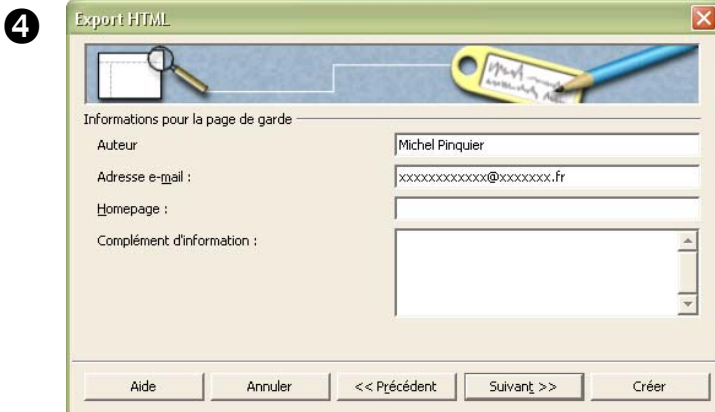 4
Export HTML
Informations pour la page de garde
Auteur
Michel Pinquier
Adresse e-mail :
xxxxxxxxxxxx@xxxxxxx.fr
Homepage :
Complément d'information :
Aide Annuler << Précédent Suivant >> Créer